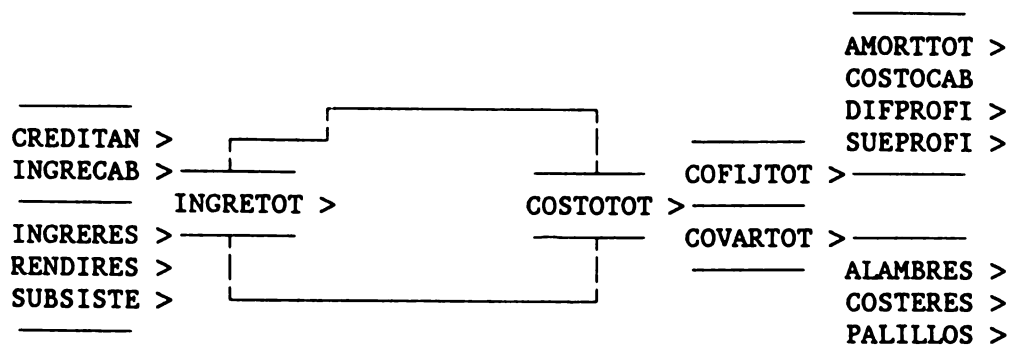 AMORTTOT >
COSTOCAB
DIFPROFI >
SUEPROFI >
CREDITAN >
INGRECAB >
INGRETOT >
INGRERES >
RENDIRES >
SUBSISTE >
COSTOTOT >
COFIJTOT >
COVARTOT >
ALAMBRES >
COSTERES >
PALILLOS >